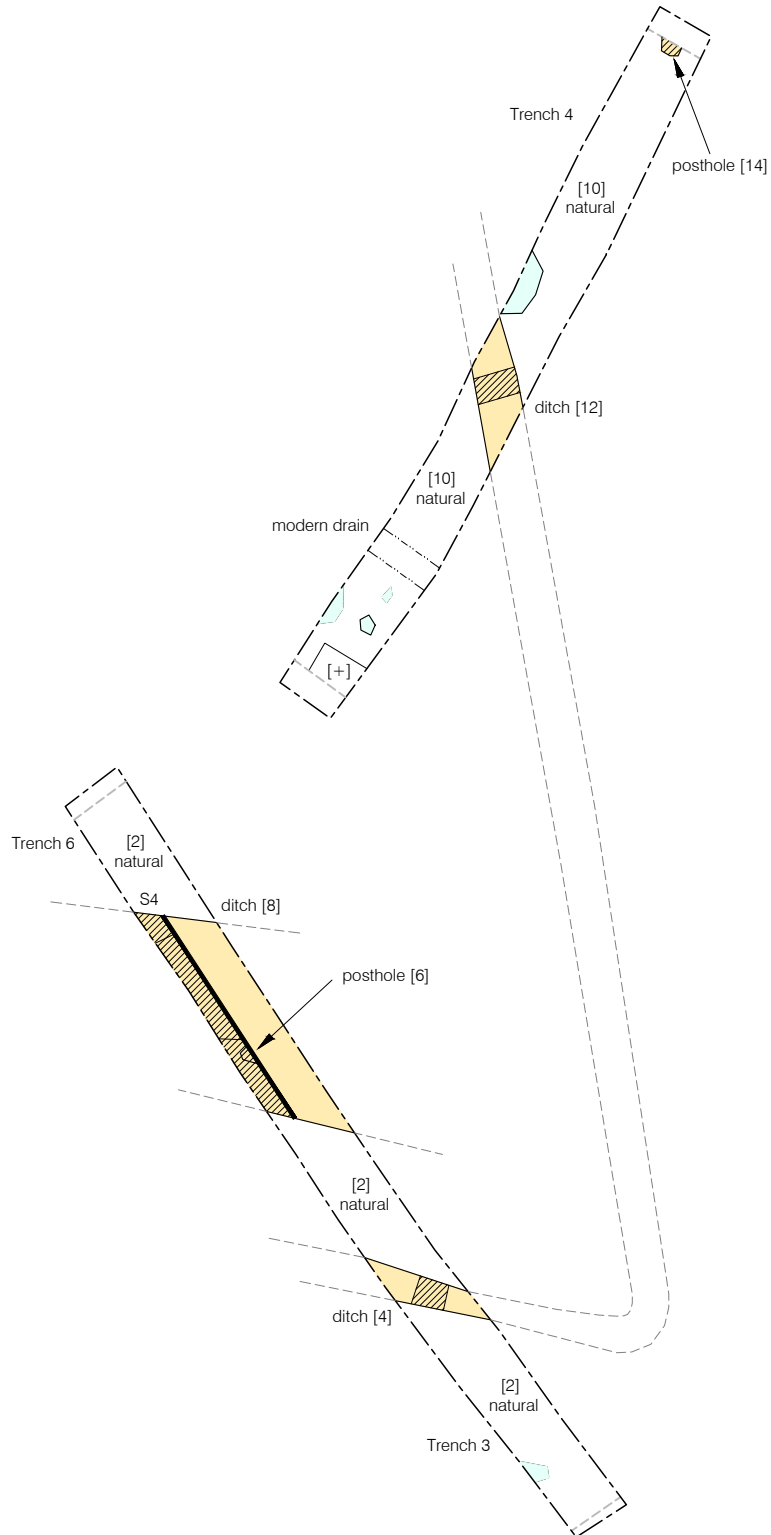 Trench 4
posthole [14]
[10]
natural
ditch [12]
[10]
natural
modern drain
[+]
Trench 6
[2]
natural
S4
ditch [8]
posthole [6]
[2]
natural
ditch [4]
[2]
natural
Trench 3